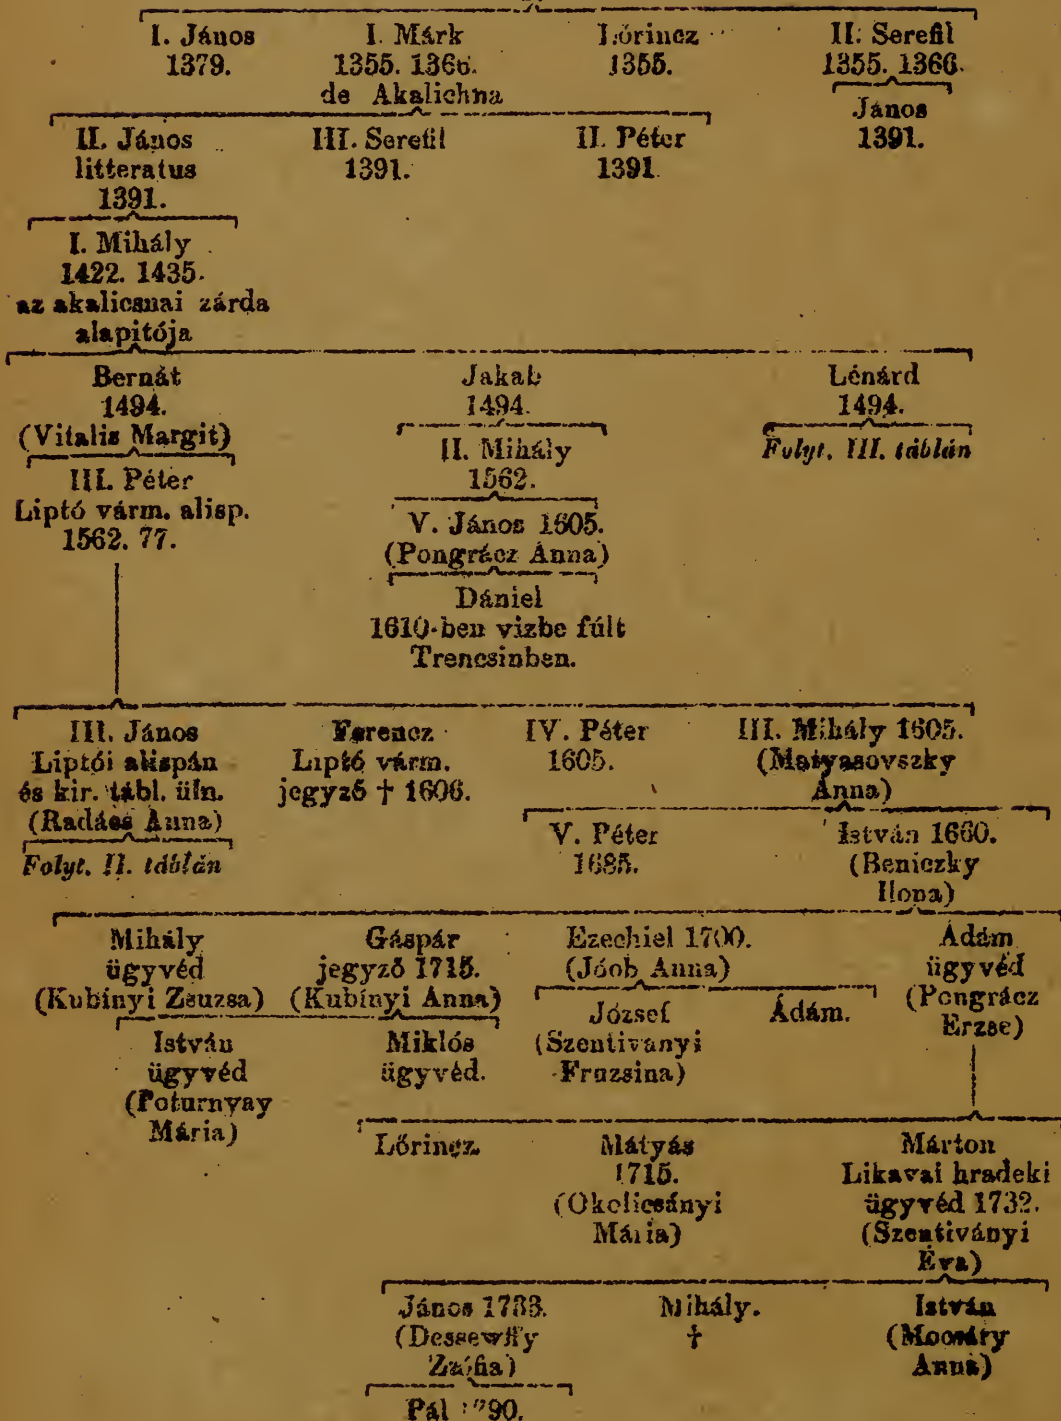 I. János I. Márk Lőrincz II. Serefil
1379. 1355. 1366. 1355. 1355. 1366.
de Akalichna
János
1391.
II. János III. Serefil II. Péter
litteratus 1391. 1391
1391.
I. Mihály
1422. 1435.
az akalicsnai zárda
alapitója
Bernát Jakab Lénárd
1494. 1494. 1494.
(Vitalis Margit) II. Mihály Folyt. III. táblán
III. Péter 1562.
Liptó várm. alisp. V. János 1605.
1562. 77. (Pongrácz Anna)
Dániel
1610-ben vizbe fúlt
Trencsinben.
III. János Ferencz IV. Péter III. Mihály 1605.
Liptói alispán Liptó várm. 1605. (Matyasovszky
és kir. tábl. üln. jegyző † 1606. Anna)
(Radács Anna)
Folyt. II. táblán
V. Péter István 1660.
1685. (Beniczky
Ilona)
Mihály Gáspár Ezechiel 1700. Ádám
ügyvéd jegyző 1715. (Jóob Anna) ügyvéd
(Kubínyi Zsuzsa) (Kubínyi Anna) (Pongrácz
Erzse)
József Ádám.
István Miklós (Szentivanyi
ügyvéd ügyvéd. Fruzsina)
(Poturnyay
Mária)
Lőrincz Mátyás Márton
1715. Likavai hradeki
(Okolicsányi ügyvéd 1732.
Mária) (Szentiványi
Éva)
János 1733. Mihály. István
(Dessewffy † (Mocsáry
Zsófia) Anna)
Pál